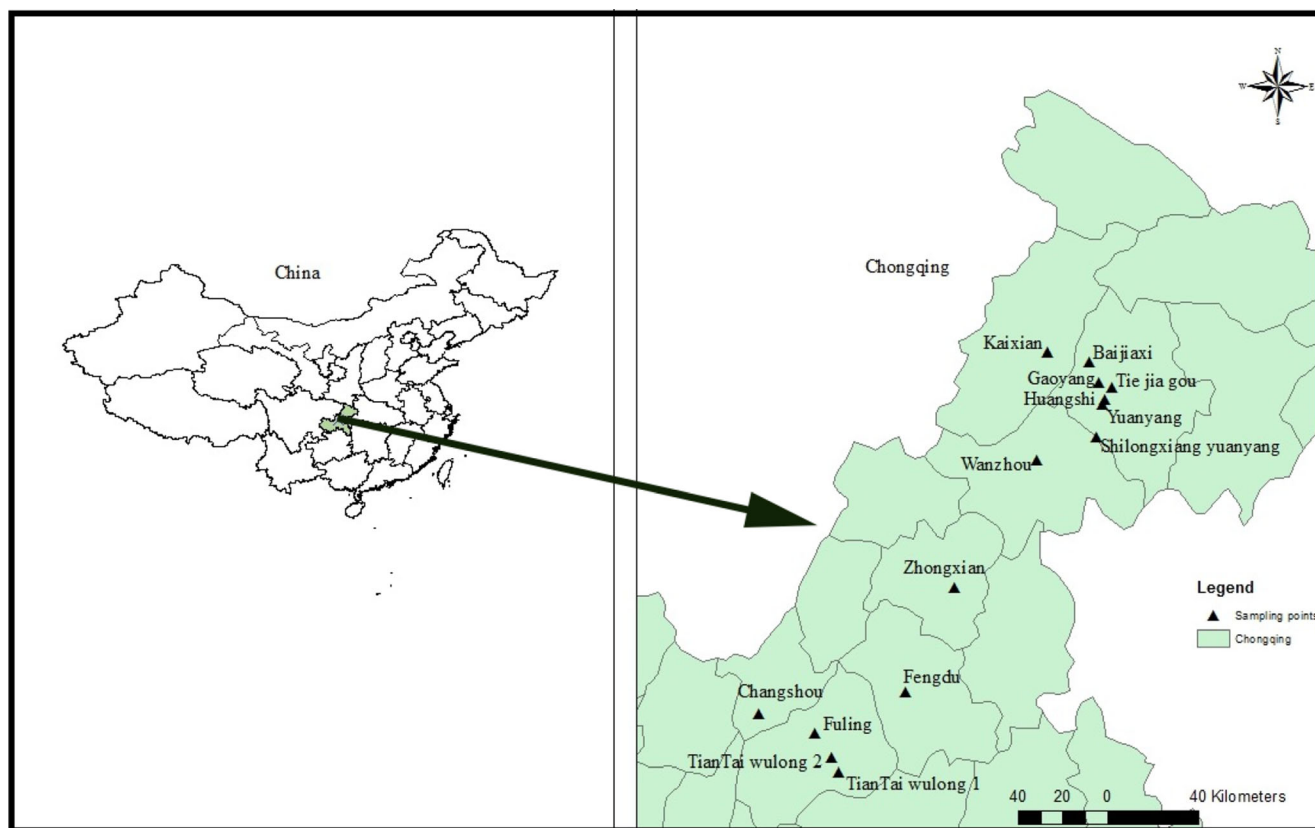 China
Chongqing
N
W
E
S
Kaixian
Baijiaxi
Gaoyang
Tie jia gou
Huangshi
Yuanyang
Shilongxiang yuanyang
Wanzhou
Zhongxian
Legend
Sampling points
Chongqing
Fengdu
Changshou
Fuling
TianTai wulong 2
TianTai wulong 1
40 20 0 40 Kilometers